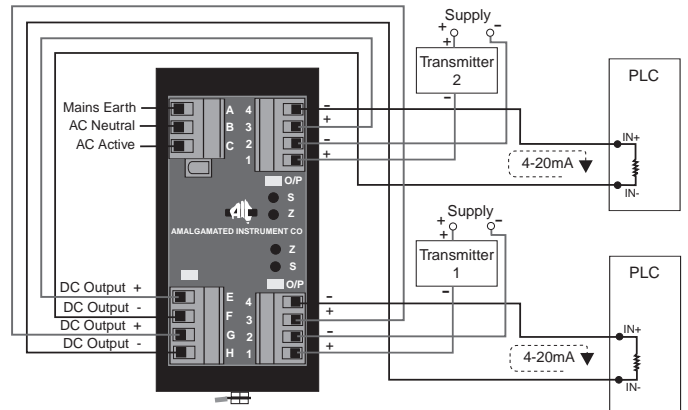 Supply
+ -
+
Transmitter
2
-
PLC
Mains Earth
AC Neutral
AC Active
A 4
B 3
C 2
1
-
+
-
+
IN+
4-20mA
IN-
O/P
S
Z
AMALGAMATED INSTRUMENT CO
Z
S
O/P
Supply
+ -
+
Transmitter
1
-
PLC
DC Output +
DC Output -
DC Output +
DC Output -
E 4
F 3
G 2
H 1
-
+
-
+
IN+
4-20mA
IN-